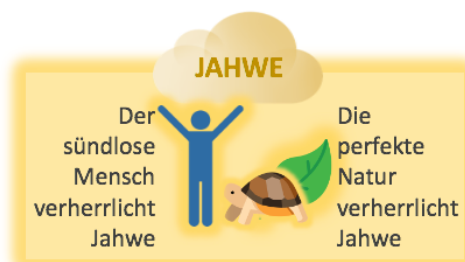 JAHWE
Der
sündlose
Mensch
verherrlicht
Jahwe
Die
perfekte
Natur
verherrlicht
Jahwe